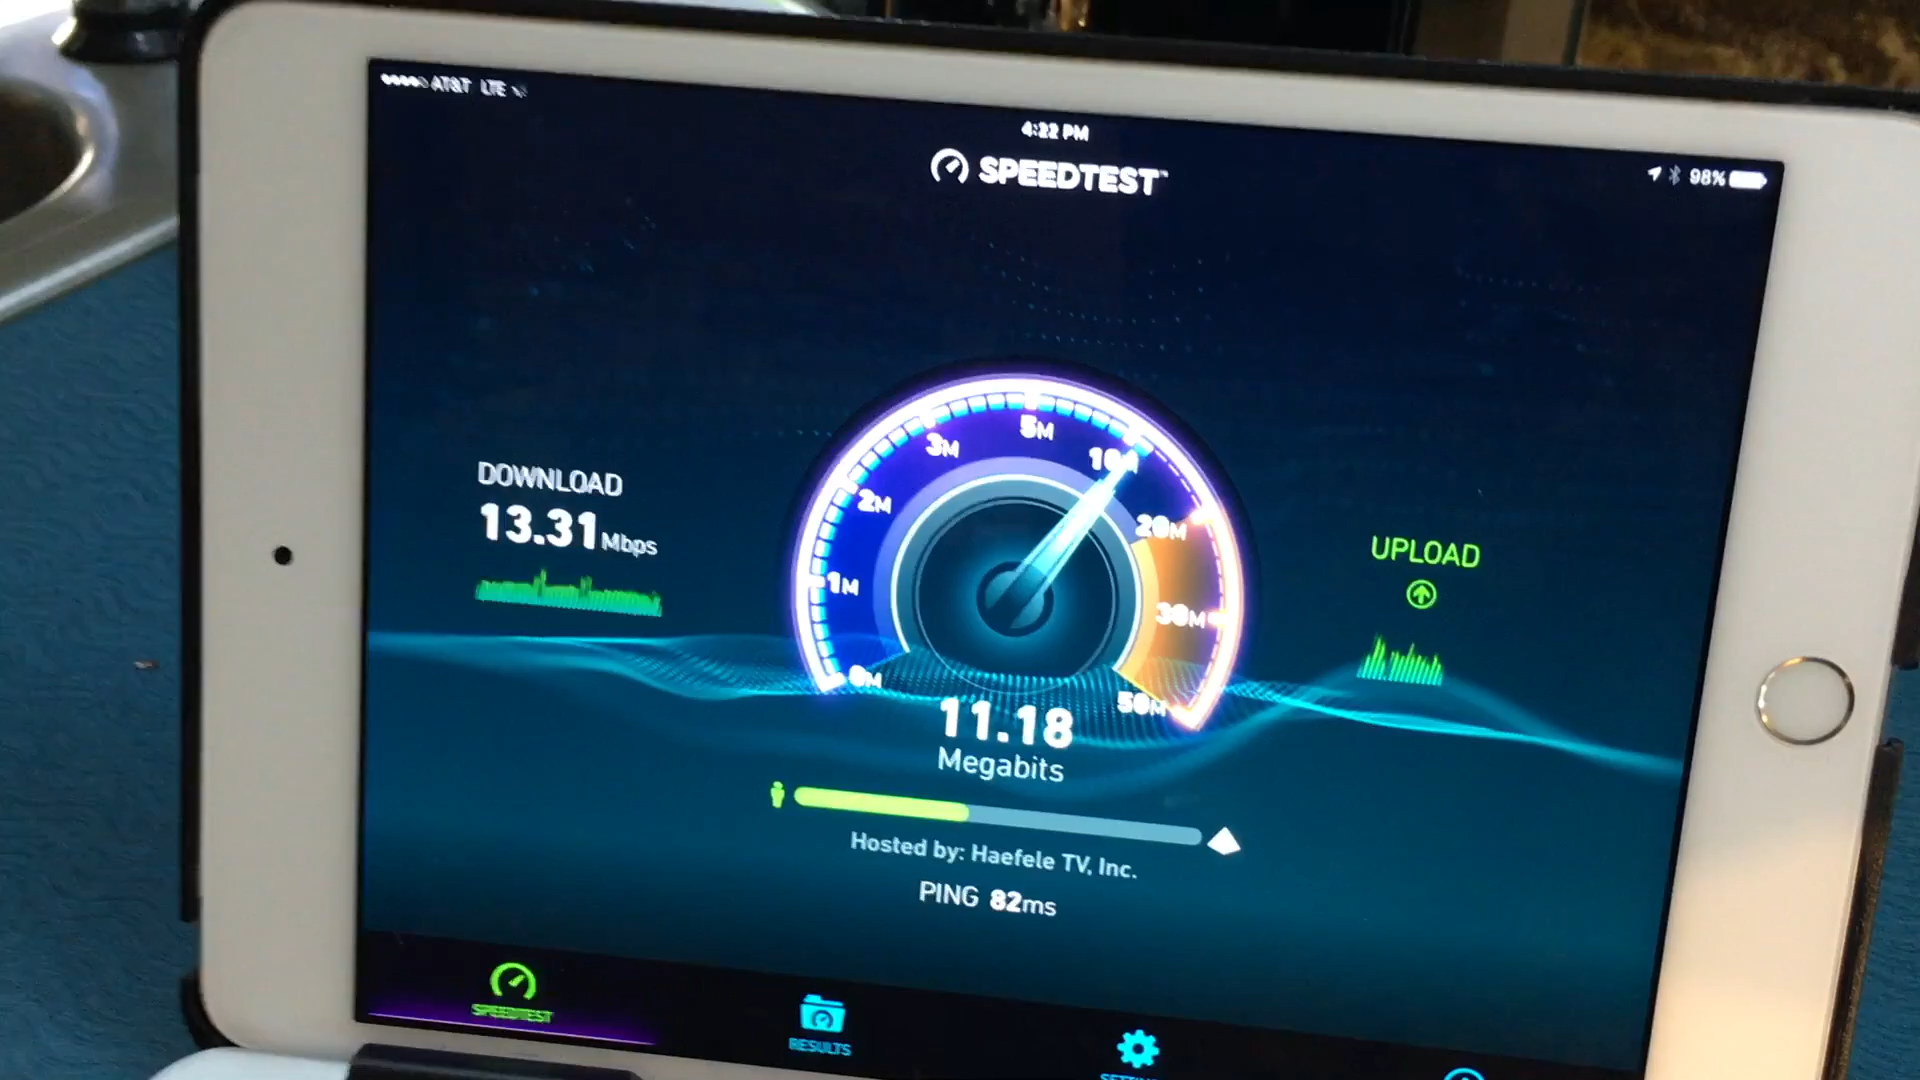 AT&T LTE
4:22 PM
98%
SPEEDTEST™
DOWNLOAD
13.31 Mbps
0M
1M
2M
3M
5M
10M
20M
30M
50M
UPLOAD
11.18
Megabits
Hosted by: Haefele TV, Inc.
PING 82ms
SPEEDTEST
RESULTS